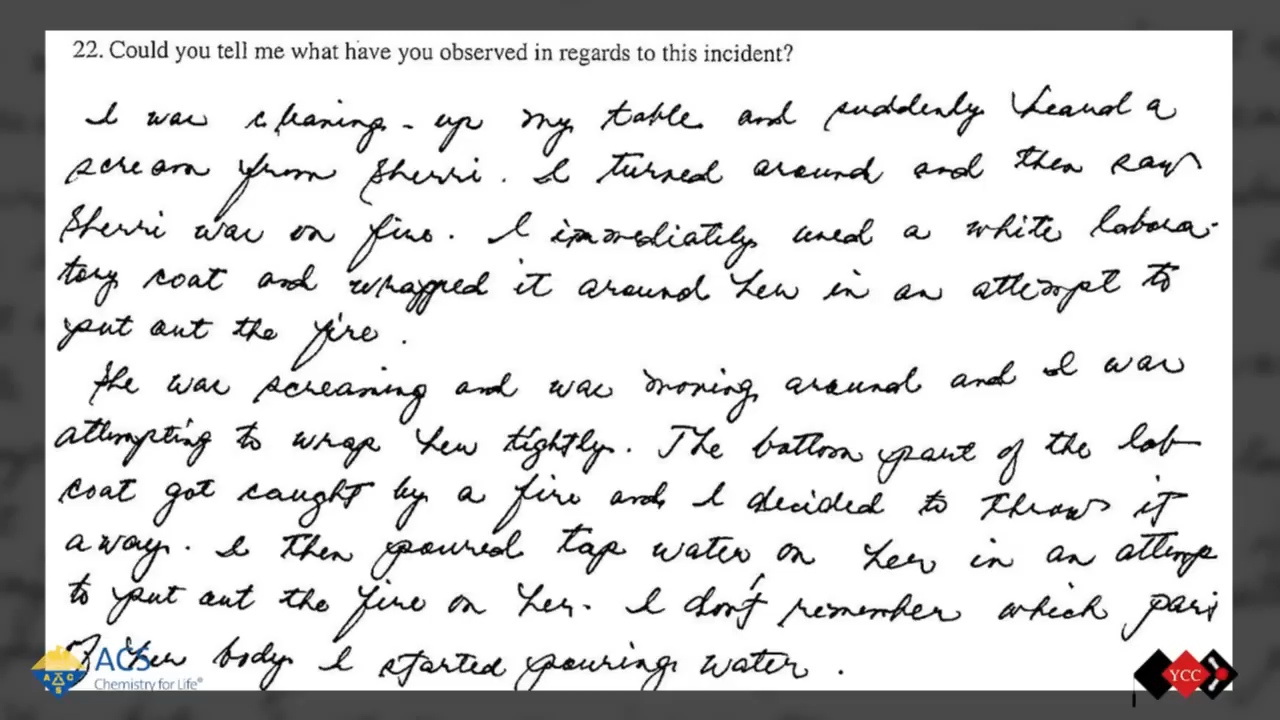 22. Could you tell me what have you observed in regards to this incident?
I was cleaning-up my table and suddenly heard a
scream from Sherri. I turned around and then saw
Sherri was on fire. I immediately used a white labora-
tory coat and wrapped it around her in an attempt to
put out the fire.
She was screaming and was moving around and I was
attempting to wrap her tightly. The bottom part of the lab
coat got caught by a fire and I decided to throw it
away. I then poured tap water on her in an attemp
to put out the fire on her. I don't remember which part
of her body I started pouring water.
ACS
Chemistry for Life®
A C S
YCC